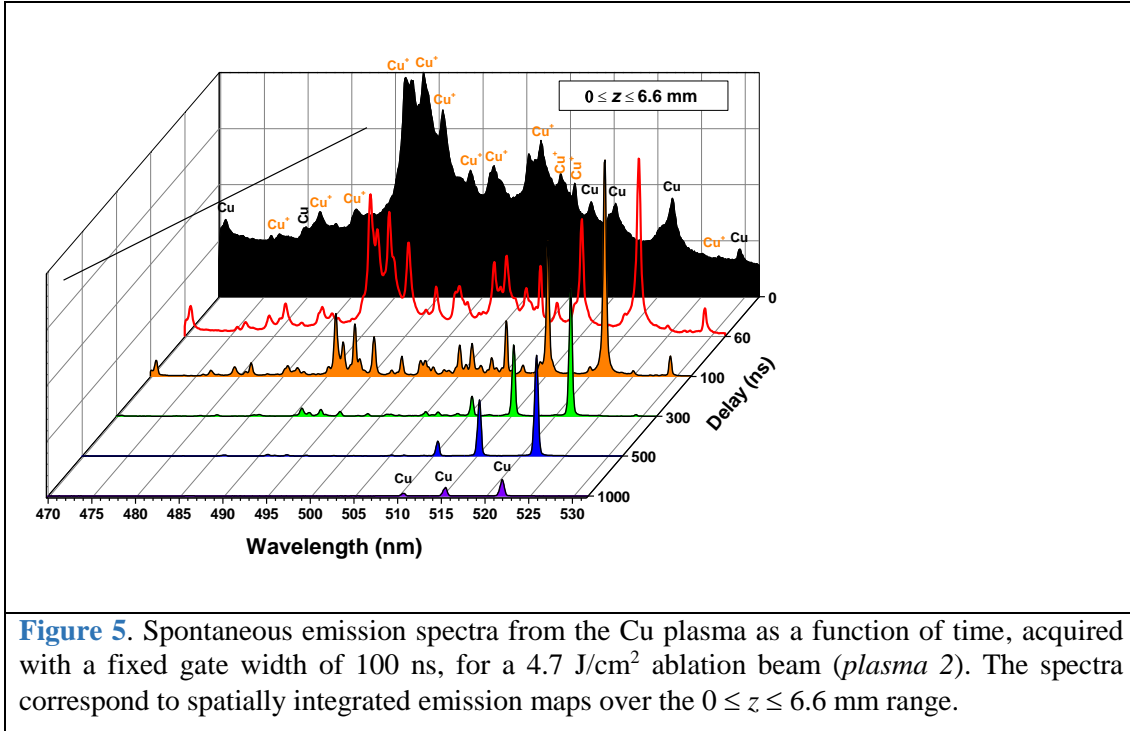 Cu⁺ Cu⁺
0 ≤ z ≤ 6.6 mm
Cu⁺
Cu⁺
Cu⁺ Cu⁺
Cu⁺ Cu⁺
Cu Cu Cu
Cu⁺ Cu⁺
Cu Cu
Cu⁺
Cu⁺ Cu
0
60
100
300
500
1000
Delay (ns)
Cu Cu Cu
470 475 480 485 490 495 500 505 510 515 520 525 530
Wavelength (nm)
Figure 5. Spontaneous emission spectra from the Cu plasma as a function of time, acquired
with a fixed gate width of 100 ns, for a 4.7 J/cm² ablation beam (plasma 2). The spectra
correspond to spatially integrated emission maps over the 0 ≤ z ≤ 6.6 mm range.